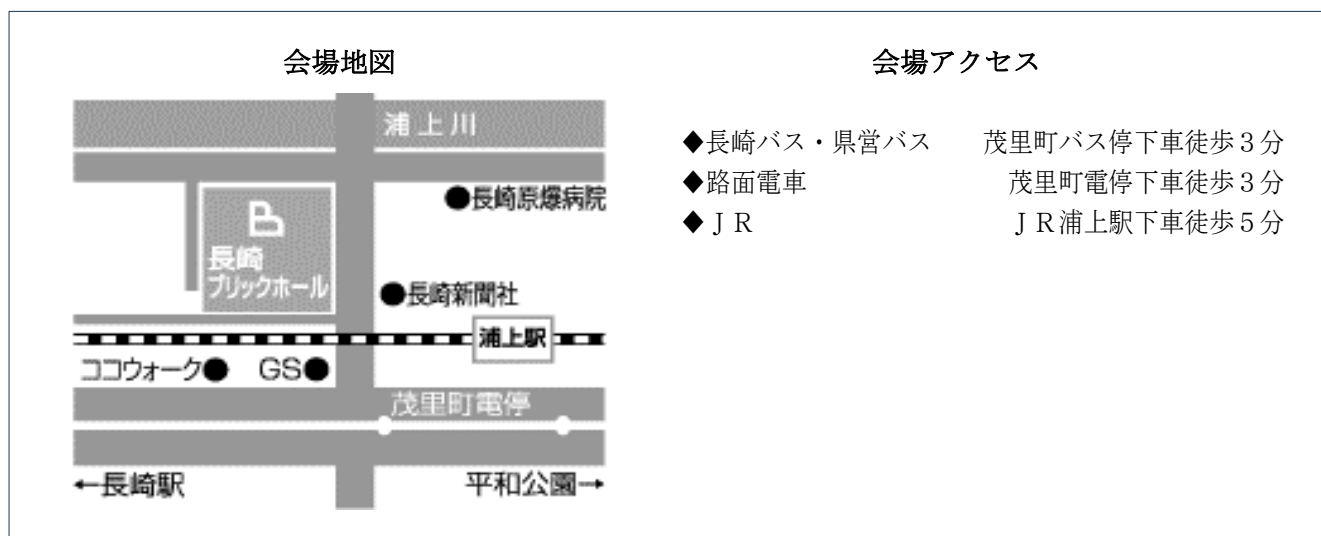 会場地図
浦上川
●長崎原爆病院
B
長崎
ブリックホール
●長崎新聞社
浦上駅
ココウォーク● GS●
茂里町電停
←長崎駅 平和公園→
会場アクセス
◆長崎バス・県営バス 茂里町バス停下車徒歩3分
◆路面電車 茂里町電停下車徒歩3分
◆JR JR浦上駅下車徒歩5分